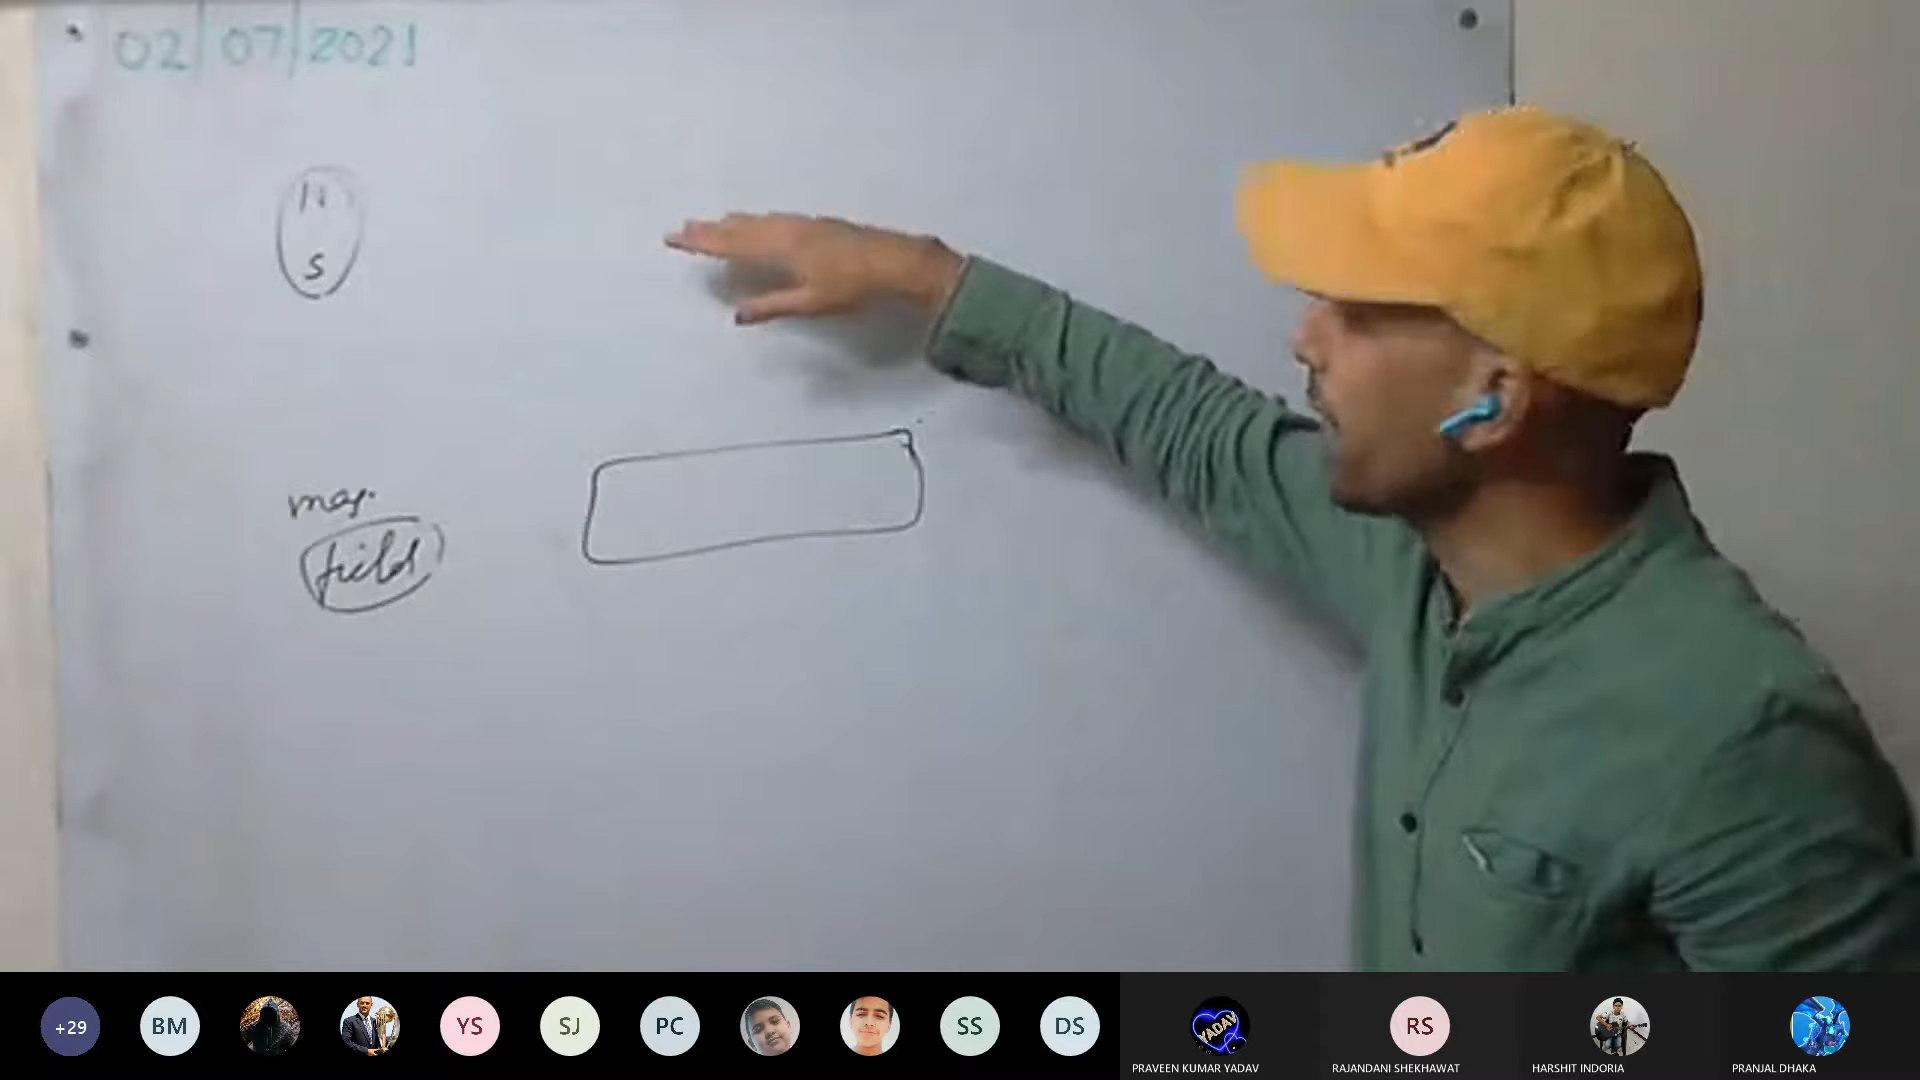 02/07/2021
N
S
mag.
field
+29
BM
YS
SJ
PC
SS
DS
YADAV
RS
PRAVEEN KUMAR YADAV
RAJANDANI SHEKHAWAT
HARSHIT INDORIA
PRANJAL DHAKA